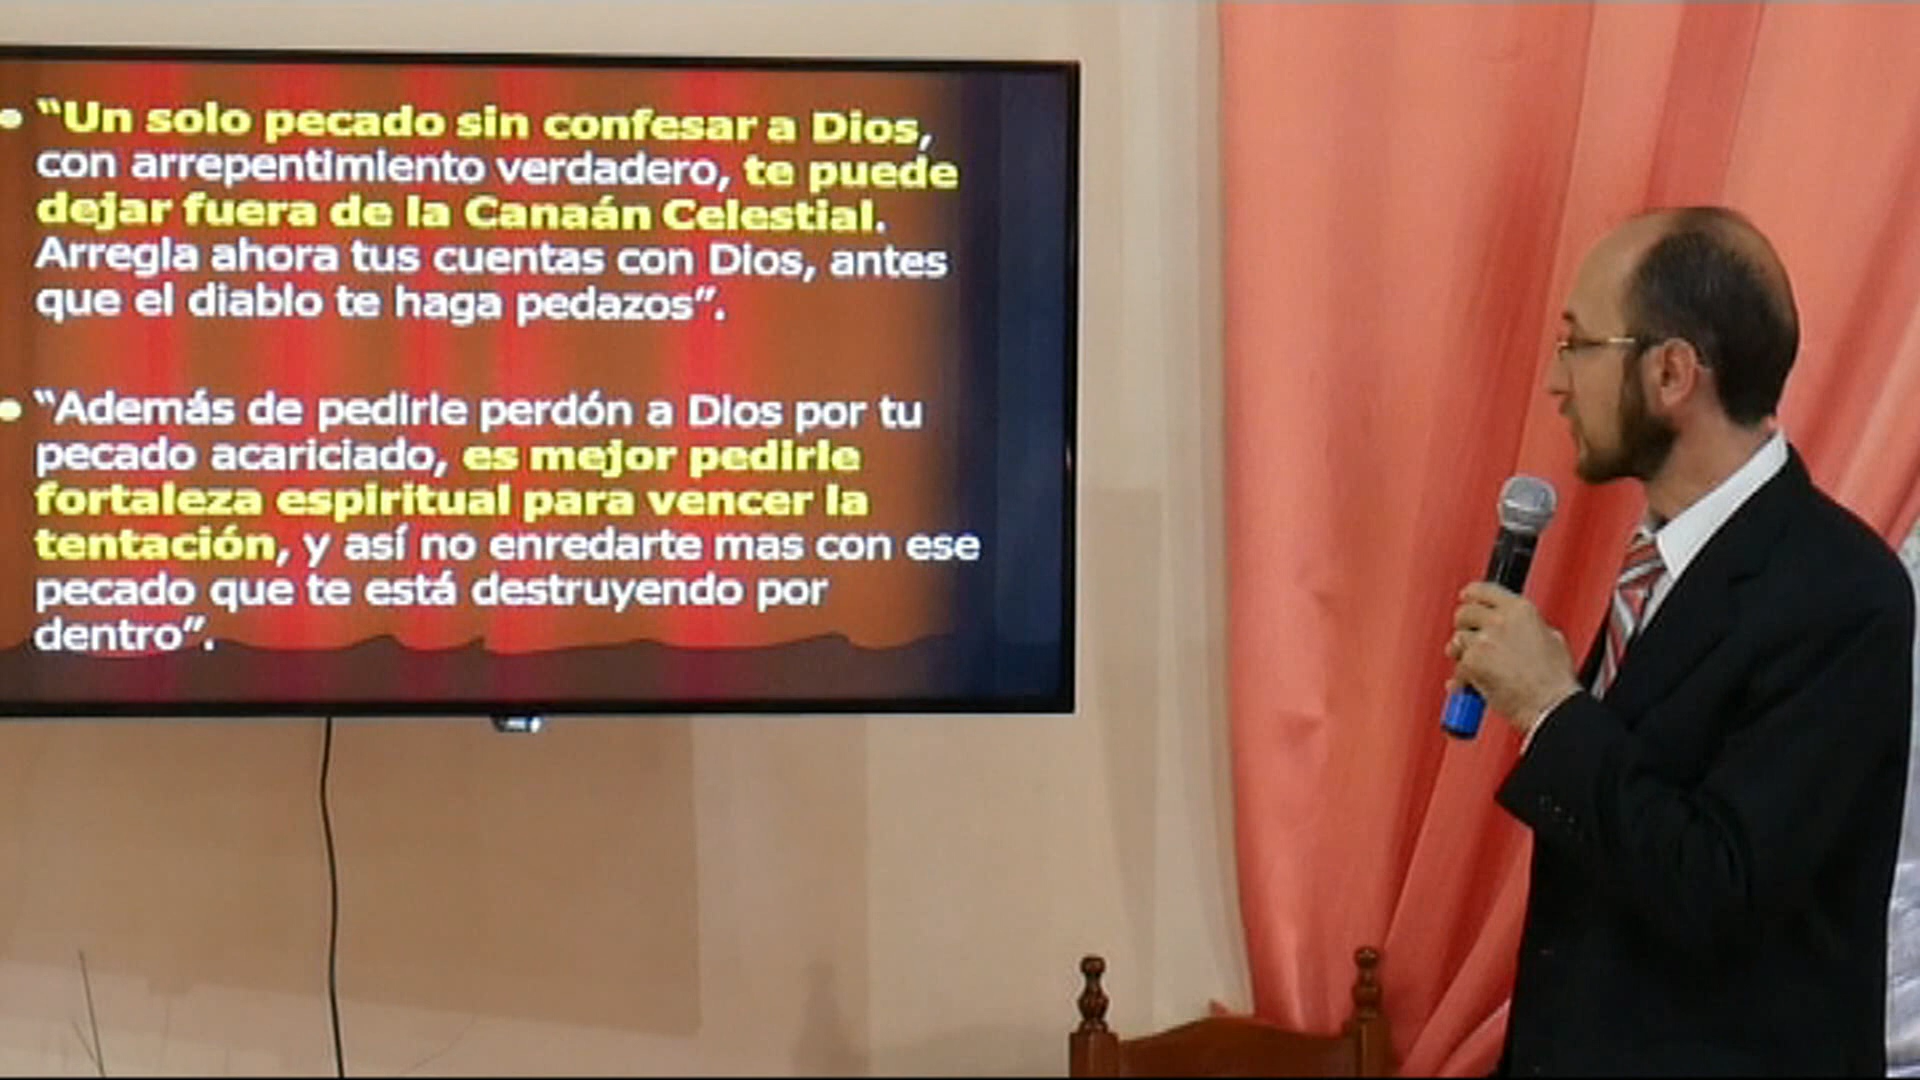 • “Un solo pecado sin confesar a Dios,
con arrepentimiento verdadero, te puede
dejar fuera de la Canaán Celestial.
Arregla ahora tus cuentas con Dios, antes
que el diablo te haga pedazos”.
• “Además de pedirle perdón a Dios por tu
pecado acariciado, es mejor pedirle
fortaleza espiritual para vencer la
tentación, y así no enredarte mas con ese
pecado que te está destruyendo por
dentro”.